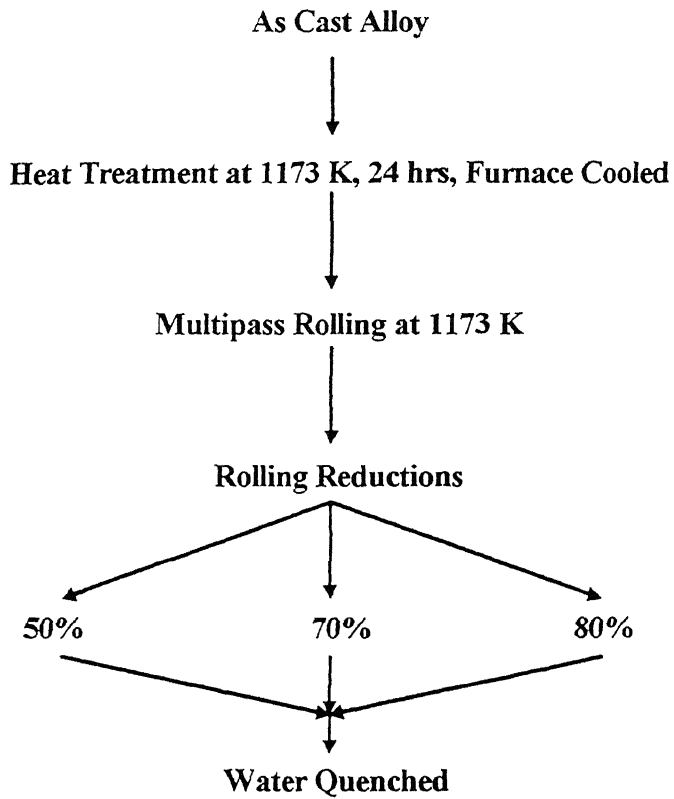 As Cast Alloy
Heat Treatment at 1173 K, 24 hrs, Furnace Cooled
Multipass Rolling at 1173 K
Rolling Reductions
50% 70% 80%
Water Quenched